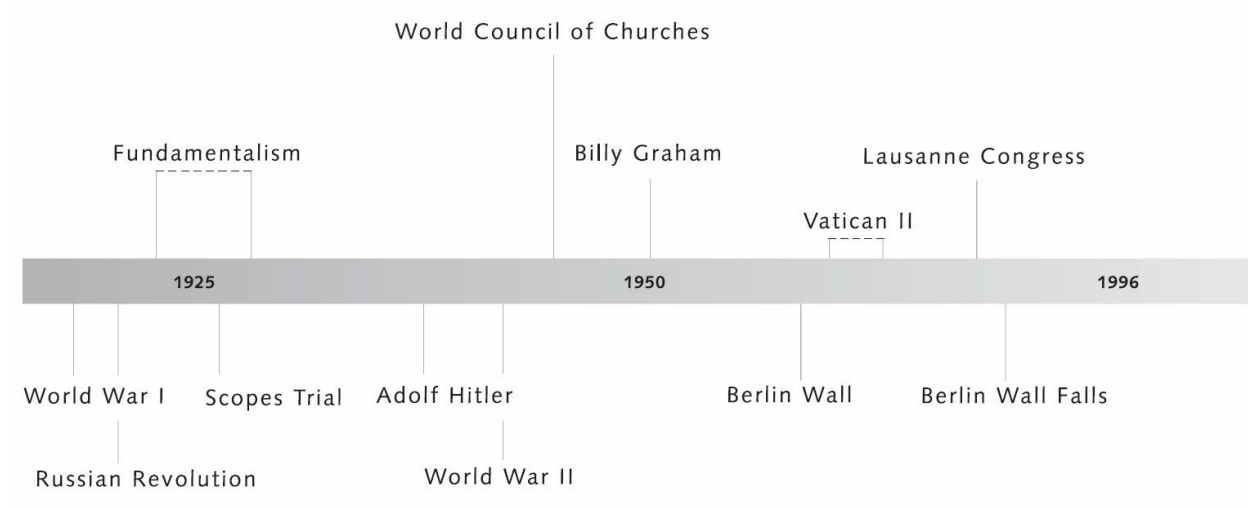 World Council of Churches
Fundamentalism
Billy Graham
Lausanne Congress
Vatican II
1925
1950
1996
World War I
Scopes Trial
Adolf Hitler
Berlin Wall
Berlin Wall Falls
Russian Revolution
World War II